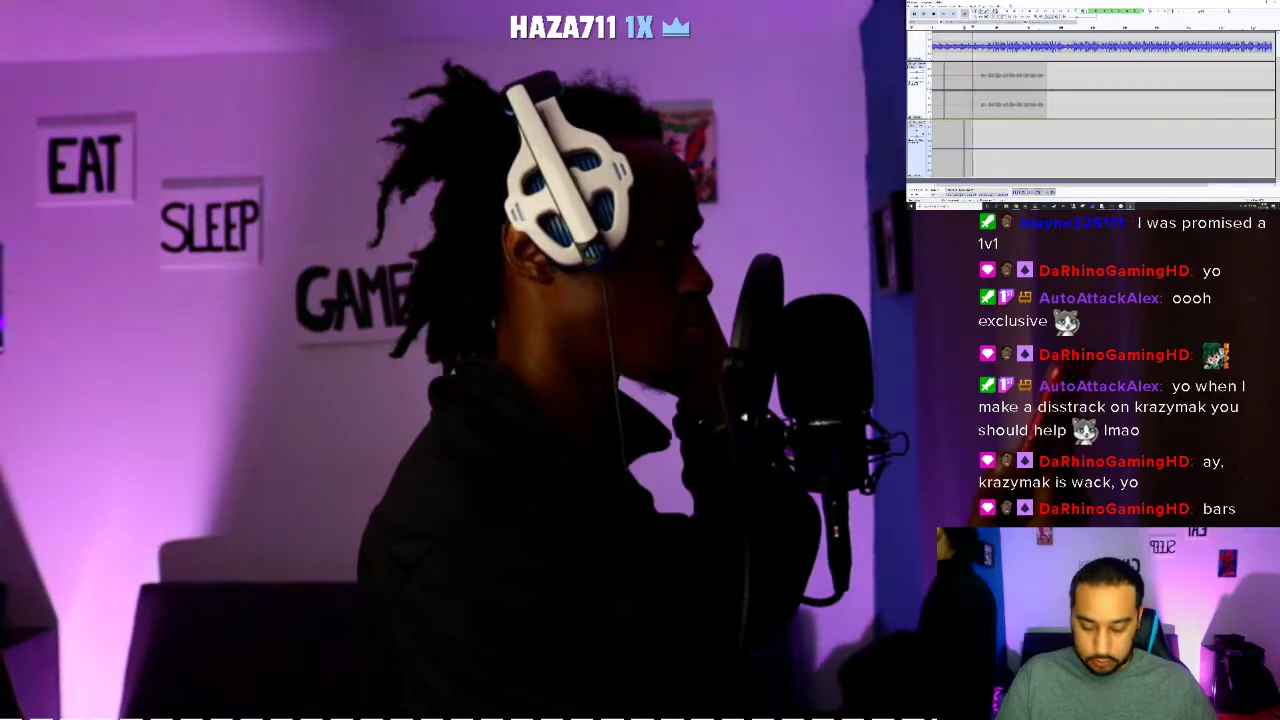 HAZA711 1X
EAT
SLEEP
GAME
I was promised a
1v1
DaRhinoGamingHD: yo
AutoAttackAlex: oooh
exclusive
DaRhinoGamingHD:
AutoAttackAlex: yo when I
make a disstrack on krazymak you
should help lmao
DaRhinoGamingHD: ay,
krazymak is wack, yo
DaRhinoGamingHD: bars
SLEEP